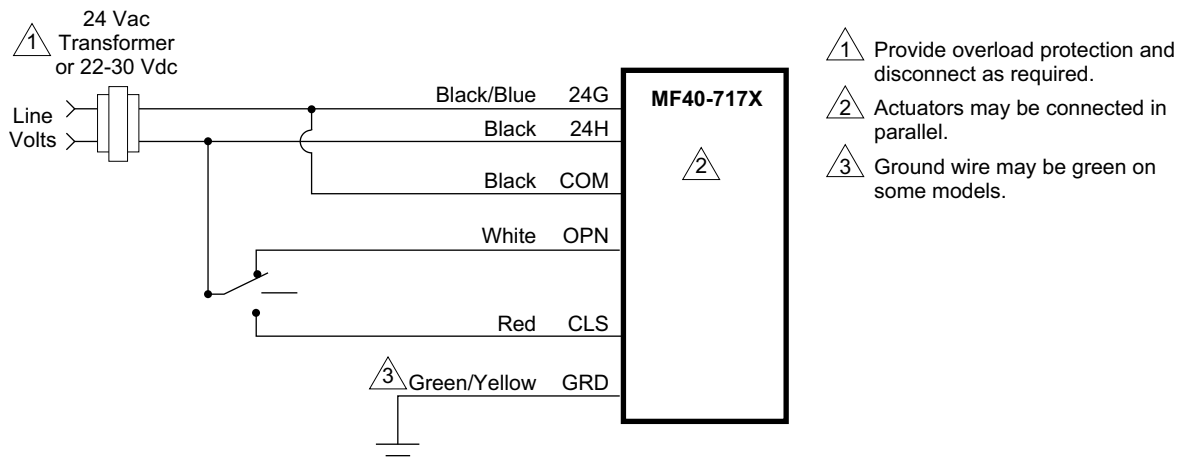 24 Vac
1 Transformer
or 22-30 Vdc
Line
Volts
Black/Blue 24G
Black 24H
Black COM
White OPN
Red CLS
3 Green/Yellow GRD
MF40-717X
2
1 Provide overload protection and
disconnect as required.
2 Actuators may be connected in
parallel.
3 Ground wire may be green on
some models.